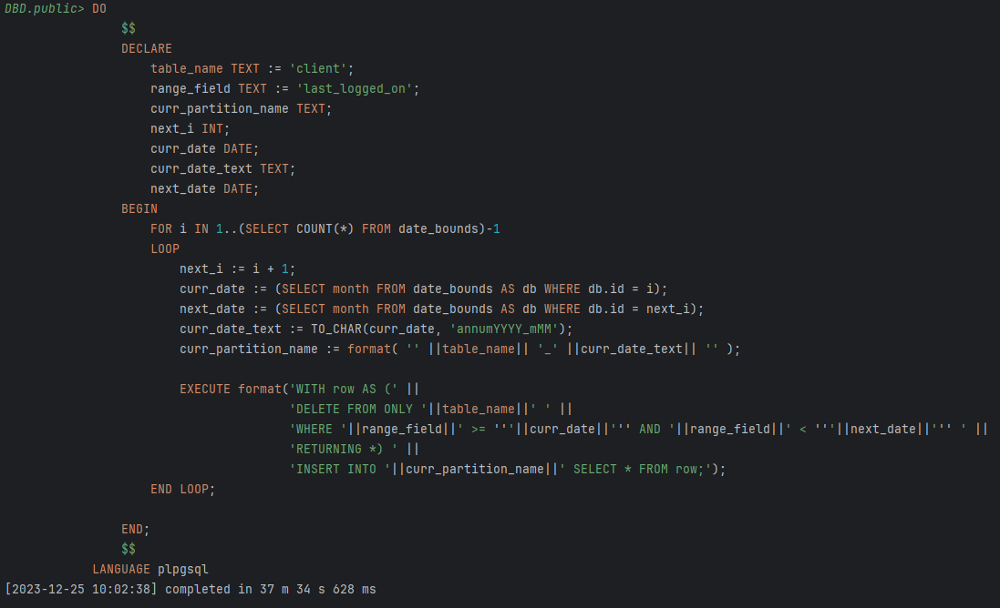 DBD.public> DO
$$
DECLARE
table_name TEXT := 'client';
range_field TEXT := 'last_logged_on';
curr_partition_name TEXT;
next_i INT;
curr_date DATE;
curr_date_text TEXT;
next_date DATE;
BEGIN
FOR i IN 1..(SELECT COUNT(*) FROM date_bounds)-1
LOOP
next_i := i + 1;
curr_date := (SELECT month FROM date_bounds AS db WHERE db.id = i);
next_date := (SELECT month FROM date_bounds AS db WHERE db.id = next_i);
curr_date_text := TO_CHAR(curr_date, 'annumYYYY_mMM');
curr_partition_name := format( '' ||table_name|| '_' ||curr_date_text|| '' );
EXECUTE format('WITH row AS (' ||
'DELETE FROM ONLY '||table_name||' ' ||
'WHERE '||range_field||' >= '''||curr_date||''' AND '||range_field||' < '''||next_date||''' ' ||
'RETURNING *) ' ||
'INSERT INTO '||curr_partition_name||' SELECT * FROM row;');
END LOOP;
END;
$$
LANGUAGE plpgsql
[2023-12-25 10:02:38] completed in 37 m 34 s 628 ms